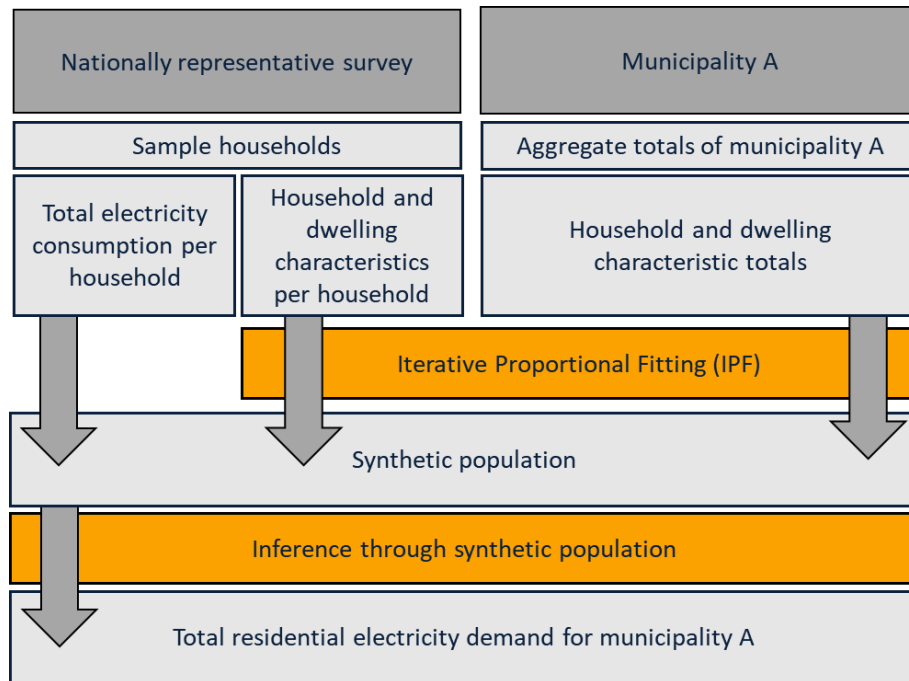 Nationally representative survey
Municipality A
Sample households
Aggregate totals of municipality A
Total electricity
consumption per
household
Household and
dwelling
characteristics
per household
Household and dwelling
characteristic totals
Iterative Proportional Fitting (IPF)
Synthetic population
Inference through synthetic population
Total residential electricity demand for municipality A